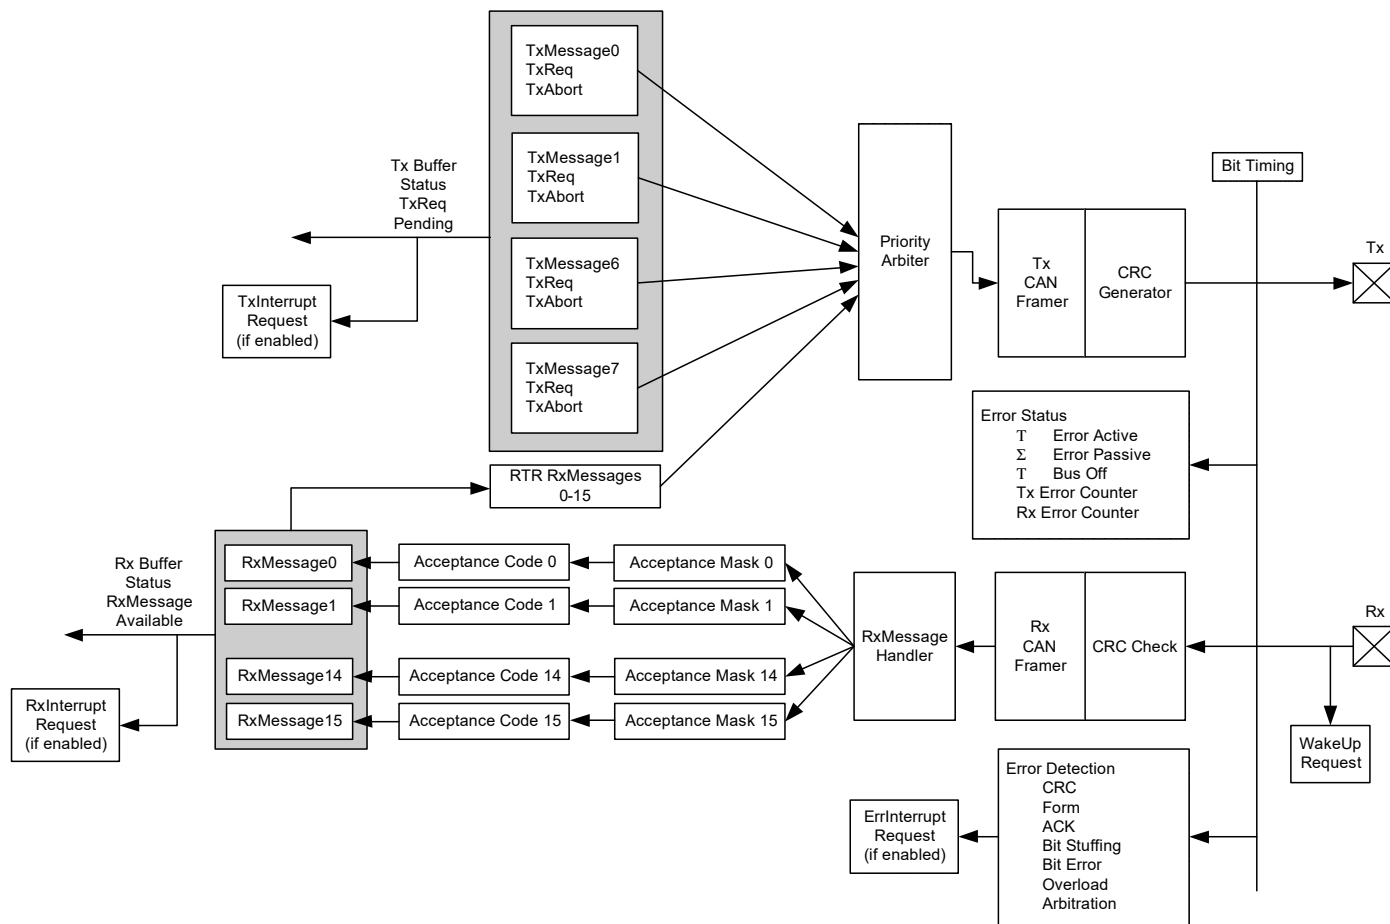 TxMessage0
TxReq
TxAbort
TxMessage1
TxReq
TxAbort
TxMessage6
TxReq
TxAbort
TxMessage7
TxReq
TxAbort
Tx Buffer
Status
TxReq
Pending
TxInterrupt
Request
(if enabled)
Priority
Arbiter
Tx
CAN
Framer
CRC
Generator
Bit Timing
Tx
Error Status
Τ Error Active
Σ Error Passive
Τ Bus Off
Tx Error Counter
Rx Error Counter
RTR RxMessages
0-15
Rx Buffer
Status
RxMessage
Available
RxInterrupt
Request
(if enabled)
RxMessage0
Acceptance Code 0
Acceptance Mask 0
RxMessage1
Acceptance Code 1
Acceptance Mask 1
RxMessage14
Acceptance Code 14
Acceptance Mask 14
RxMessage15
Acceptance Code 15
Acceptance Mask 15
RxMessage
Handler
Rx
CAN
Framer
CRC Check
Rx
WakeUp
Request
ErrInterrupt
Request
(if enabled)
Error Detection
CRC
Form
ACK
Bit Stuffing
Bit Error
Overload
Arbitration